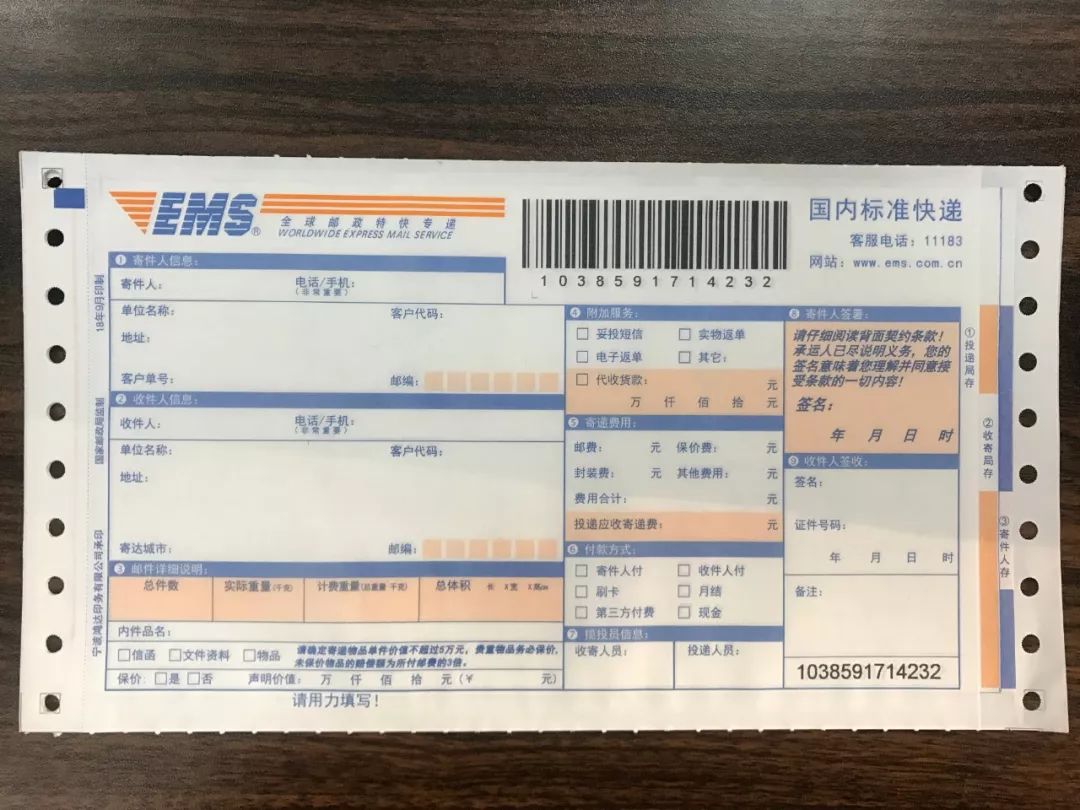 EMS®
全球邮政特快专递
WORLDWIDE EXPRESS MAIL SERVICE
1038591714232
国内标准快递
客服电话：11183
网站：www.ems.com.cn
❶ 寄件人信息：
寄件人： 电话/手机：
（非常重要）
单位名称： 客户代码：
地址：
客户单号： 邮编：
❷ 收件人信息：
收件人： 电话/手机：
（非常重要）
单位名称： 客户代码：
地址：
寄达城市： 邮编：
❸ 邮件详细说明：
总件数 实际重量（千克） 计费重量（总重量：千克） 总体积 长 X宽 X高cm
内件品名：
□信函 □文件资料 □物品
请确定寄递物品单件价值不超过5万元，贵重物品务必保价，
未保价物品的赔偿额为所付邮费的3倍。
保价：□是 □否 声明价值： 万 仟 佰 拾 元（￥ 元）
请用力填写！
❹ 附加服务：
□ 妥投短信 □ 实物返单
□ 电子返单 □ 其它：
□ 代收货款： 元
万 仟 佰 拾 元
❺ 寄递费用：
邮费： 元 保价费： 元
封装费： 元 其他费用： 元
费用合计： 元
投递应收寄递费： 元
❻ 付款方式：
□ 寄件人付 □ 收件人付
□ 刷卡 □ 月结
□ 第三方付费 □ 现金
❼ 揽投员信息：
收寄人员： 投递人员：
❽ 寄件人签署：
请仔细阅读背面契约条款！
承运人已尽说明义务，您的
签名意味着您理解并同意接
受条款的一切内容！
签名：
年 月 日 时
❾ 收件人签收：
签名：
证件号码：
年 月 日 时
备注：
1038591714232
①投递局存
②收寄局存
③寄件人存
18年9月印制
国家邮政局监制
宁波鸿达印务有限公司承印